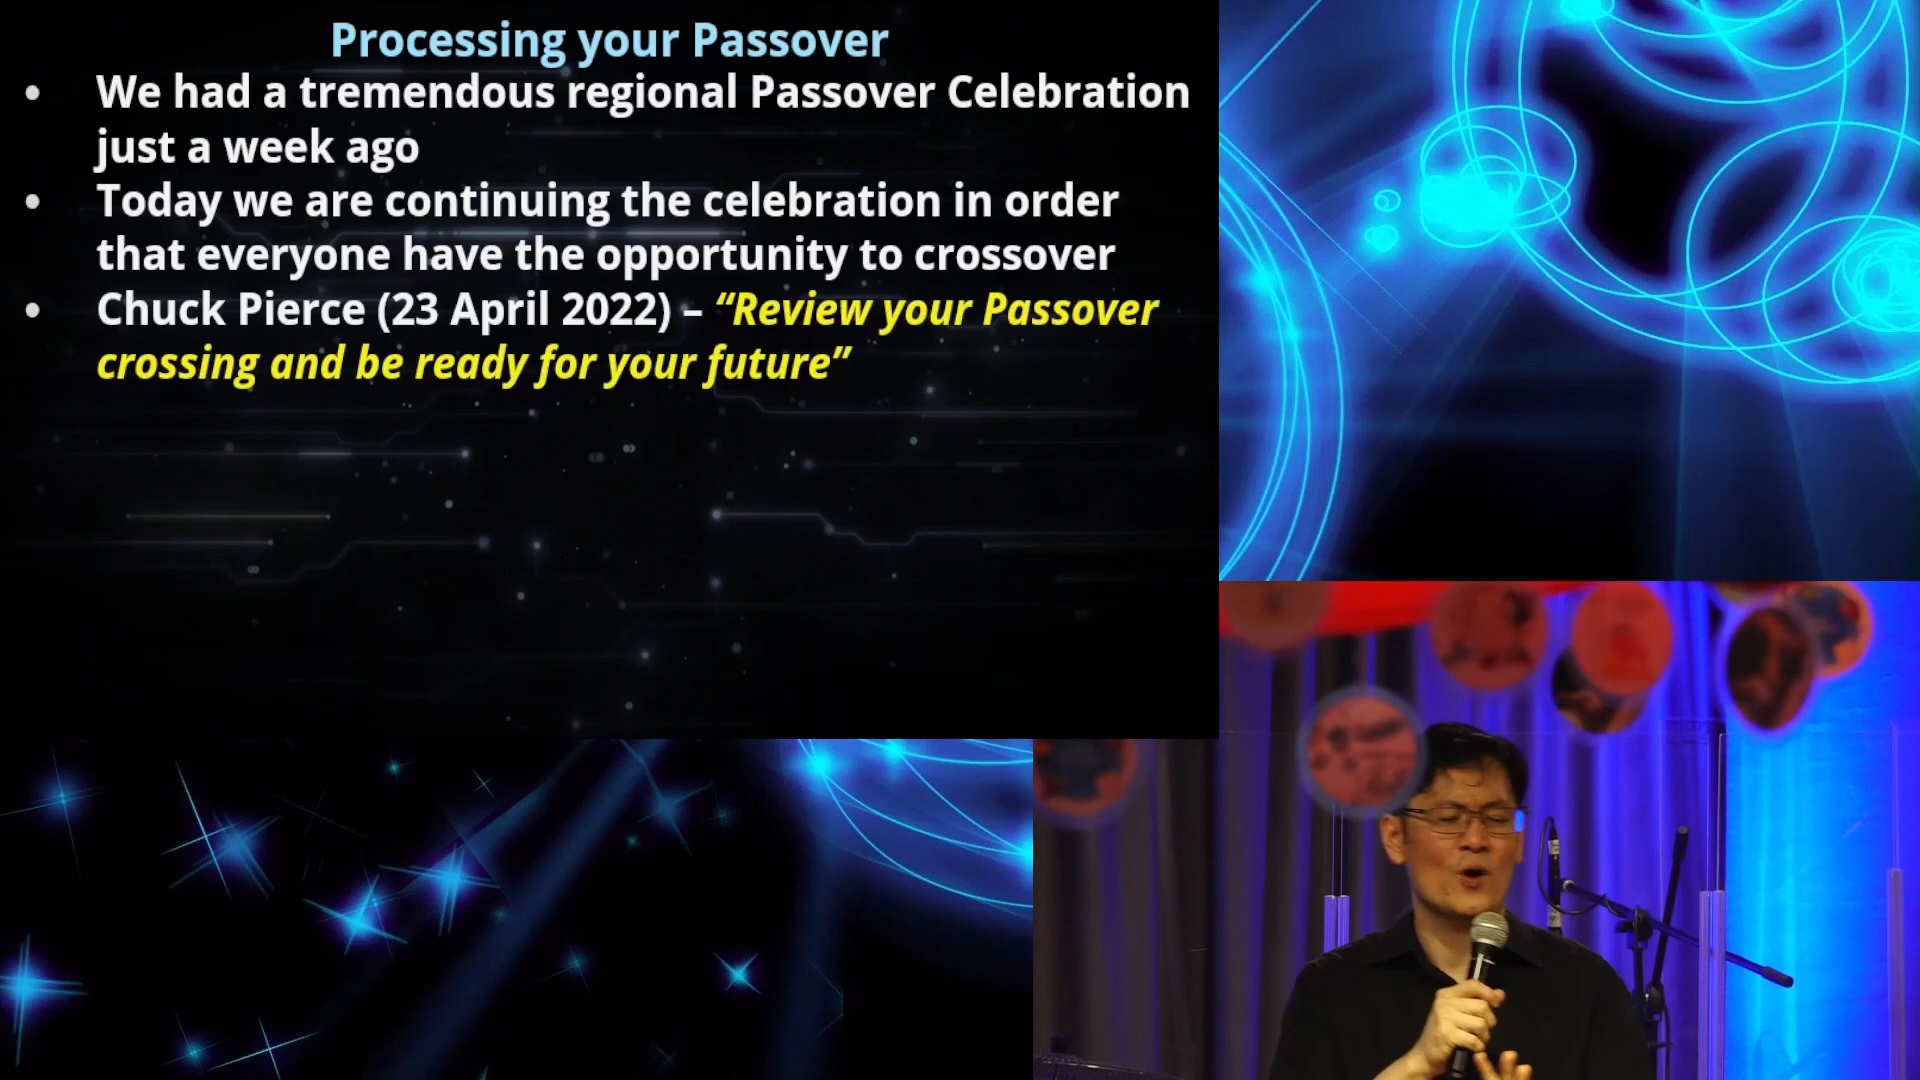 Processing your Passover
• We had a tremendous regional Passover Celebration
just a week ago
• Today we are continuing the celebration in order
that everyone have the opportunity to crossover
• Chuck Pierce (23 April 2022) – “Review your Passover
crossing and be ready for your future”